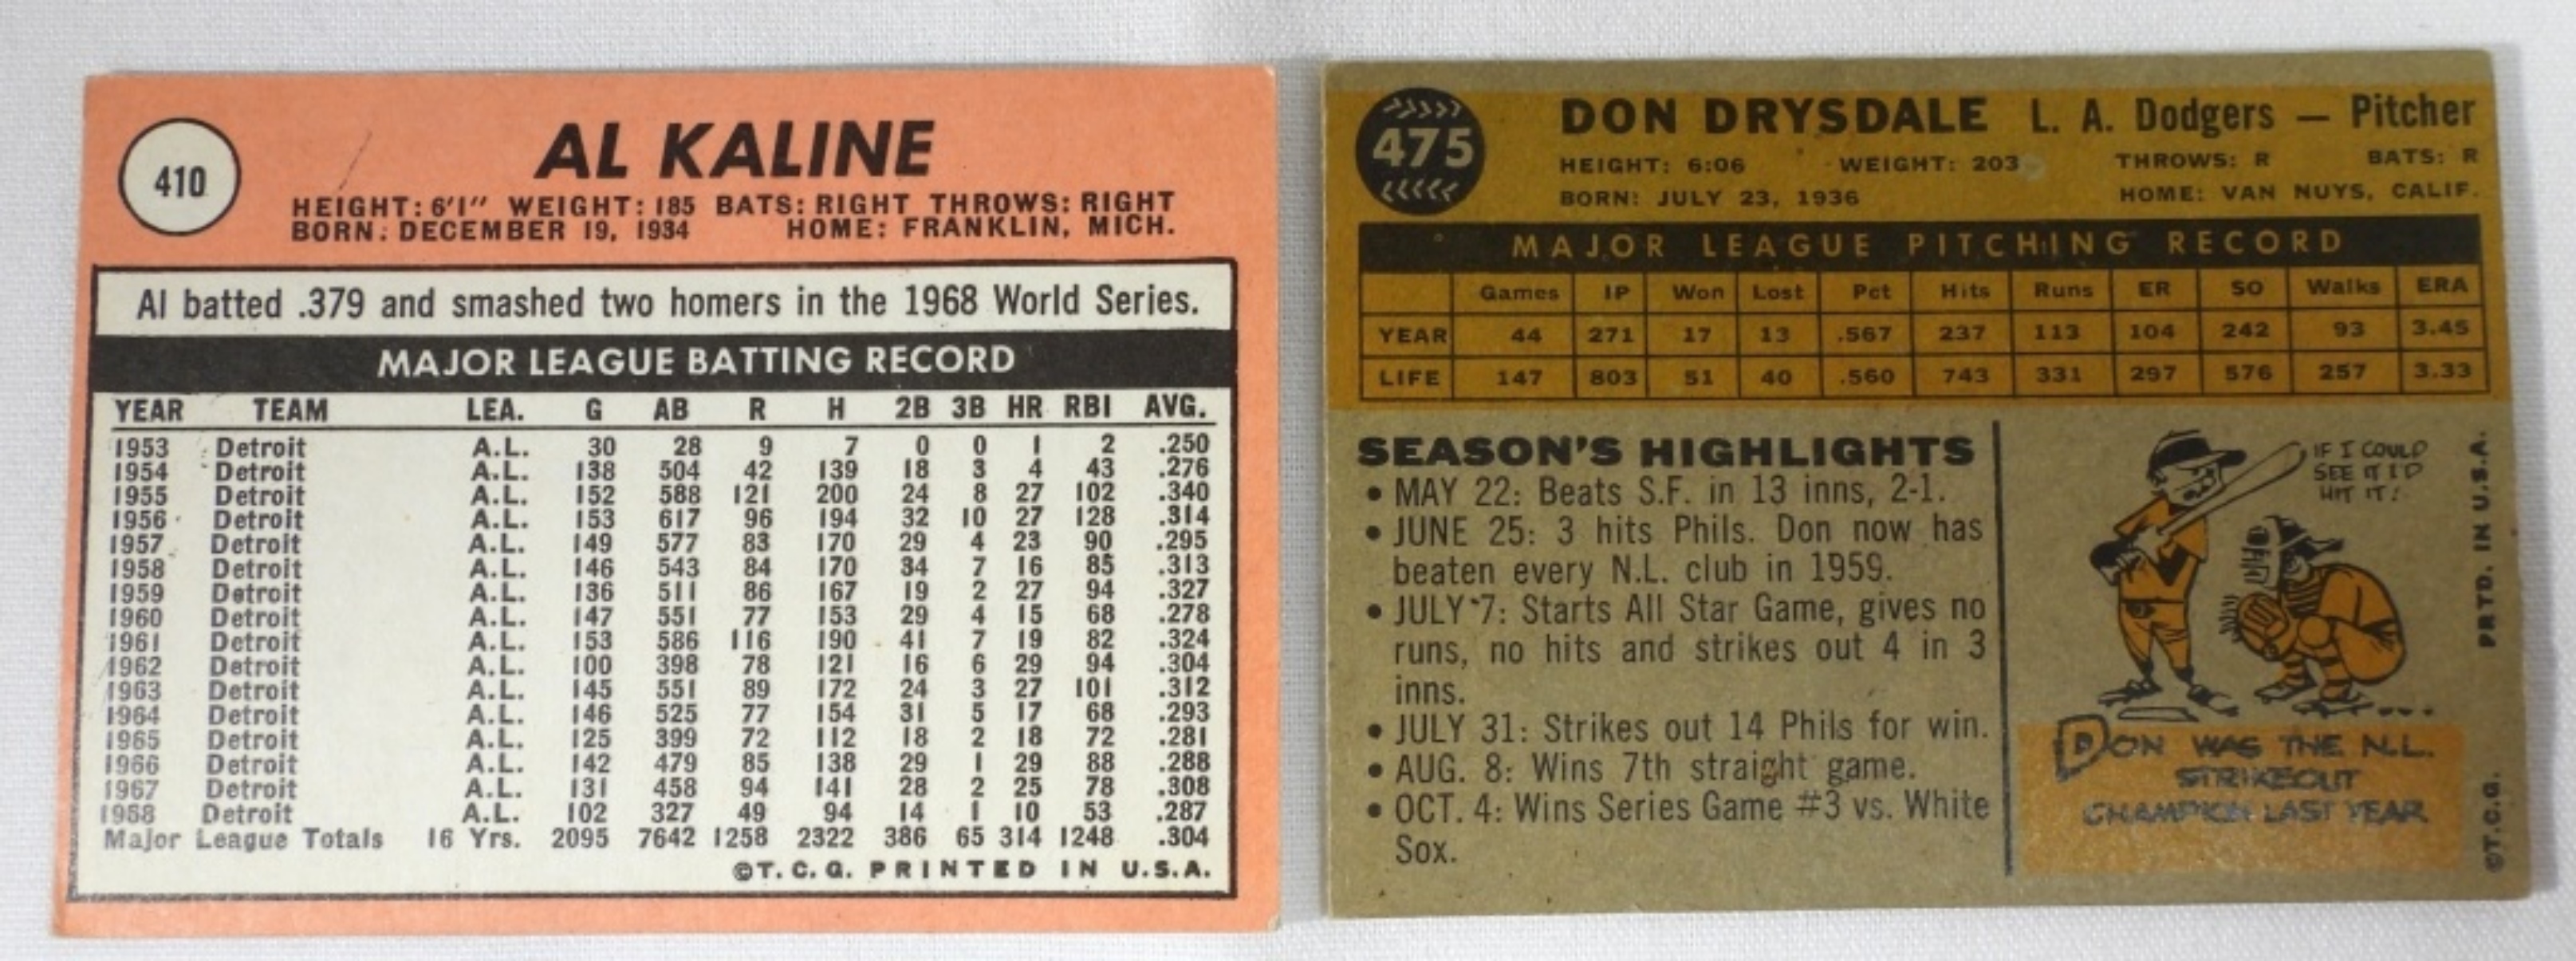 410
AL KALINE
HEIGHT: 6'1" WEIGHT: 185 BATS: RIGHT THROWS: RIGHT
BORN: DECEMBER 19, 1934 HOME: FRANKLIN, MICH.
Al batted .379 and smashed two homers in the 1968 World Series.
MAJOR LEAGUE BATTING RECORD
YEAR TEAM LEA. G AB R H 2B 3B HR RBI AVG.
1953 Detroit A.L. 30 28 9 7 0 0 1 2 .250
1954 Detroit A.L. 138 504 42 139 18 3 4 43 .276
1955 Detroit A.L. 152 588 121 200 24 8 27 102 .340
1956 Detroit A.L. 153 617 96 194 32 10 27 128 .314
1957 Detroit A.L. 149 577 83 170 29 4 23 90 .295
1958 Detroit A.L. 146 543 84 170 34 7 16 85 .313
1959 Detroit A.L. 136 511 86 167 19 2 27 94 .327
1960 Detroit A.L. 147 551 77 153 29 4 15 68 .278
1961 Detroit A.L. 153 586 116 190 41 7 19 82 .324
1962 Detroit A.L. 100 398 78 121 16 6 29 94 .304
1963 Detroit A.L. 145 551 89 172 24 3 27 101 .312
1964 Detroit A.L. 146 525 77 154 31 5 17 68 .293
1965 Detroit A.L. 125 399 72 112 18 2 18 72 .281
1966 Detroit A.L. 142 479 85 138 29 1 29 88 .288
1967 Detroit A.L. 131 458 94 141 28 2 25 78 .308
1968 Detroit A.L. 102 327 49 94 14 1 10 53 .287
Major League Totals 16 Yrs. 2095 7642 1258 2322 386 65 314 1248 .304
©T.C.G. PRINTED IN U.S.A.
475
DON DRYSDALE L. A. Dodgers — Pitcher
HEIGHT: 6:06 WEIGHT: 203 THROWS: R BATS: R
BORN: JULY 23, 1936 HOME: VAN NUYS, CALIF.
MAJOR LEAGUE PITCHING RECORD
Games IP Won Lost Pct Hits Runs ER SO Walks ERA
YEAR 44 271 17 13 .567 237 113 104 242 93 3.45
LIFE 147 803 51 40 .560 743 331 297 576 257 3.33
SEASON'S HIGHLIGHTS
• MAY 22: Beats S.F. in 13 inns, 2-1.
• JUNE 25: 3 hits Phils. Don now has
beaten every N.L. club in 1959.
• JULY 7: Starts All Star Game, gives no
runs, no hits and strikes out 4 in 3
inns.
• JULY 31: Strikes out 14 Phils for win.
• AUG. 8: Wins 7th straight game.
• OCT. 4: Wins Series Game #3 vs. White
Sox.
IF I COULD
SEE IT I'D
HIT IT!
DON WAS THE N.L.
STRIKEOUT
CHAMPION LAST YEAR
©T.C.G. PRTD. IN U.S.A.